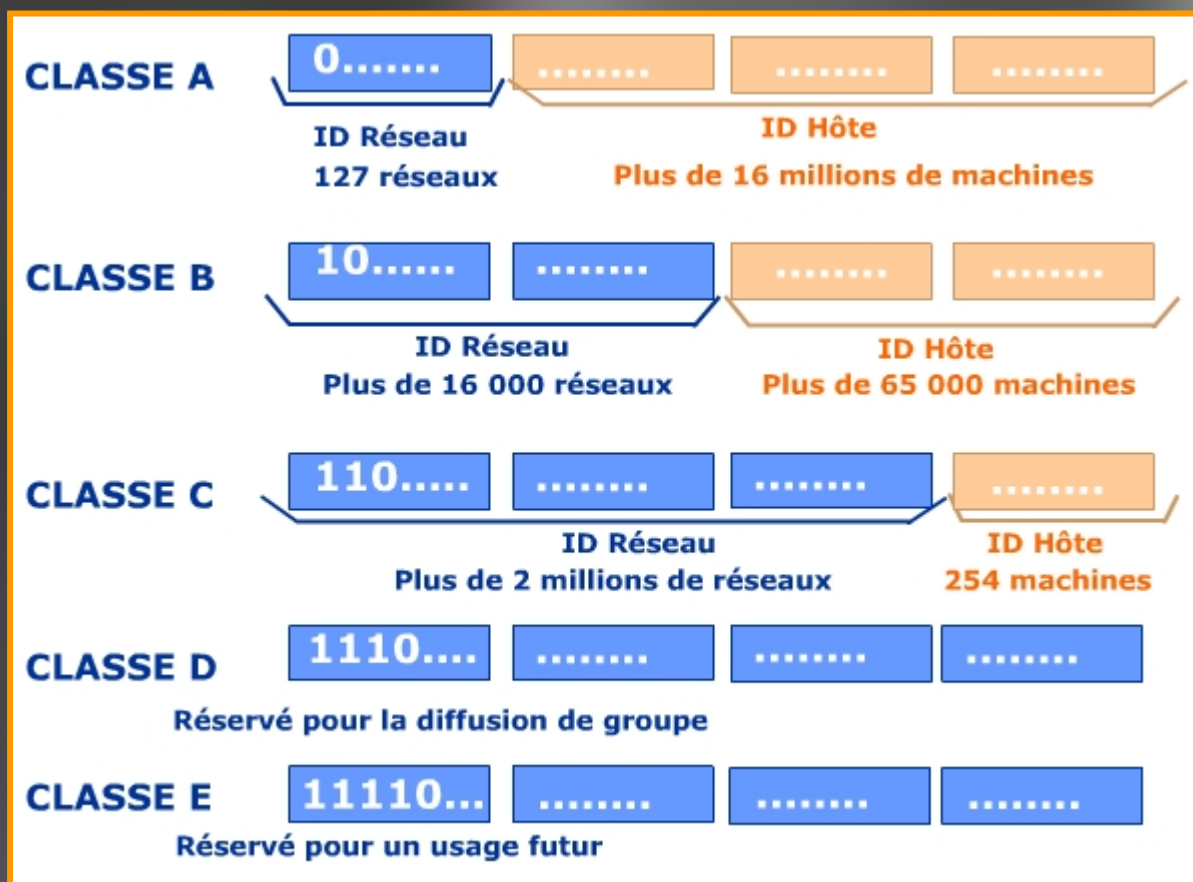 CLASSE A 0....... ........ ........ ........
ID Réseau ID Hôte
127 réseaux Plus de 16 millions de machines
CLASSE B 10...... ........ ........ ........
ID Réseau ID Hôte
Plus de 16 000 réseaux Plus de 65 000 machines
CLASSE C 110..... ........ ........ ........
ID Réseau ID Hôte
Plus de 2 millions de réseaux 254 machines
CLASSE D 1110.... ........ ........ ........
Réservé pour la diffusion de groupe
CLASSE E 11110... ........ ........ ........
Réservé pour un usage futur